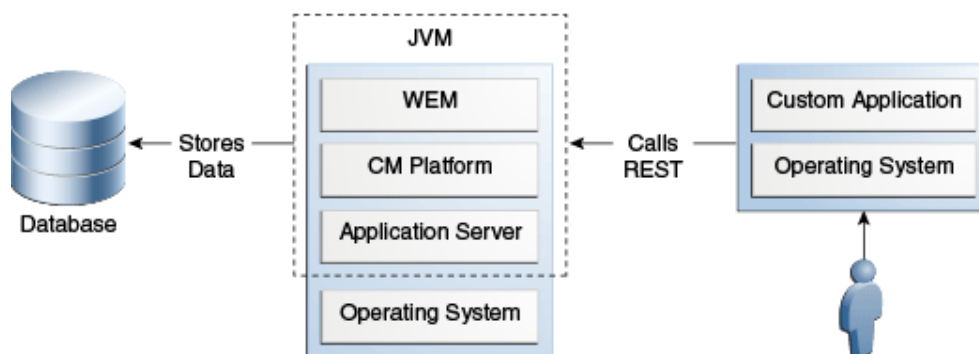 JVM
WEM
CM Platform
Application Server
Operating System
Stores
Data
Database
Calls
REST
Custom Application
Operating System